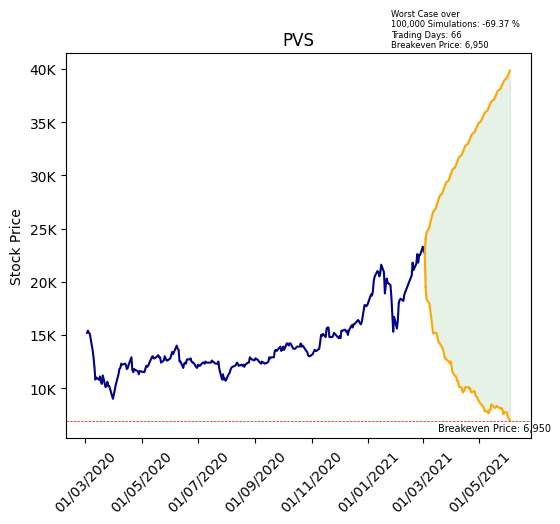 Worst Case over
100,000 Simulations: -69.37 %
Trading Days: 66
Breakeven Price: 6,950
PVS
Stock Price
40K
35K
30K
25K
20K
15K
10K
Breakeven Price: 6,950
01/03/2020
01/05/2020
01/07/2020
01/09/2020
01/11/2020
01/01/2021
01/03/2021
01/05/2021